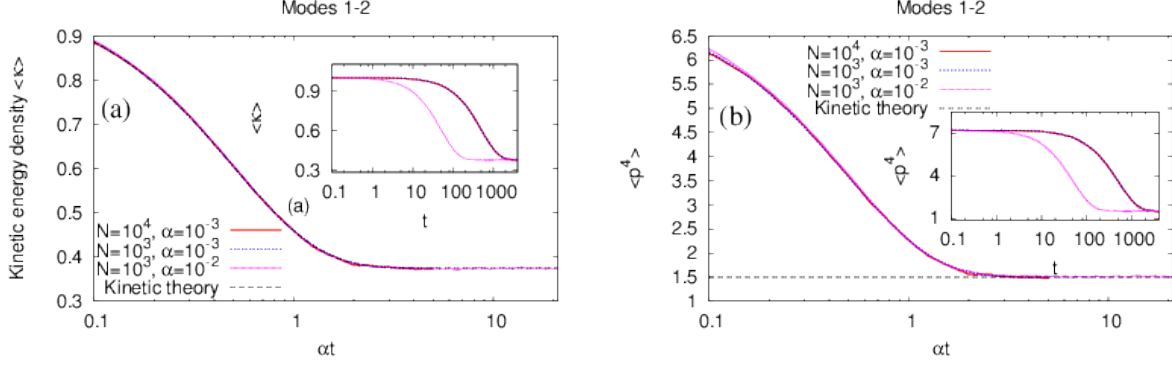 Modes 1-2
Kinetic energy density <κ>
0.9
0.8
0.7
0.6
0.5
0.4
0.3
0.1
1
10
αt
(a)
N=10⁴, α=10⁻³
N=10³, α=10⁻³
N=10³, α=10⁻²
Kinetic theory
<κ>
0.9
0.6
0.3
0.1 1 10 100 1000
t
(a)
Modes 1-2
<p⁴>
6.5
6
5.5
5
4.5
4
3.5
3
2.5
2
1.5
1
0.1
1
10
αt
(b)
N=10⁴, α=10⁻³
N=10³, α=10⁻³
N=10³, α=10⁻²
Kinetic theory
<p⁴>
7
4
1
0.1 1 10 100 1000
t